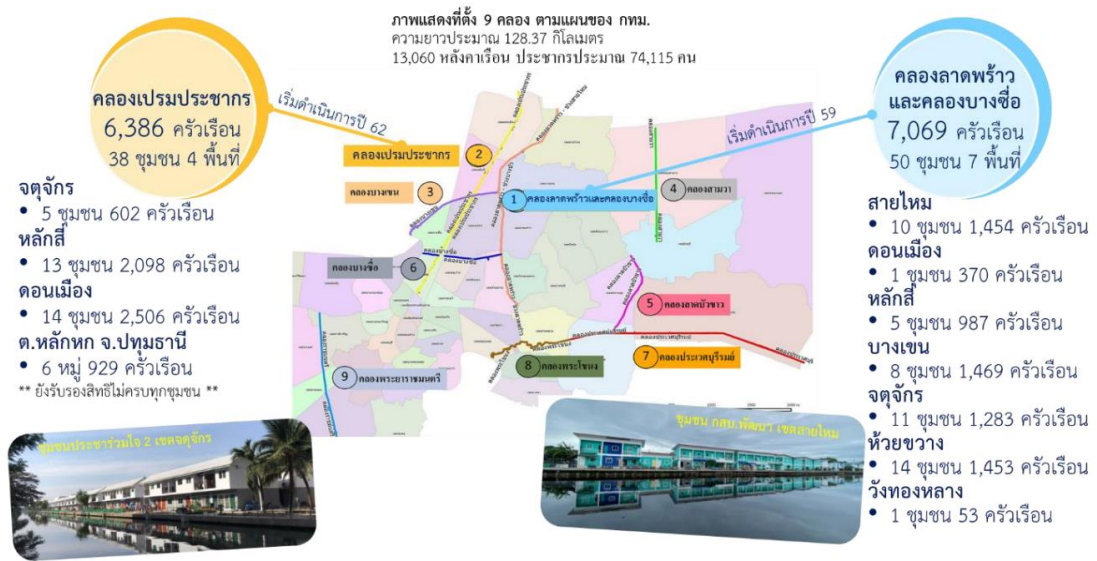 ภาพแสดงที่ตั้ง 9 คลอง ตามแผนของ กทม.
ความยาวประมาณ 128.37 กิโลเมตร
13,060 หลังคาเรือน ประชากรประมาณ 74,115 คน
คลองเปรมประชากร
6,386 ครัวเรือน
38 ชุมชน 4 พื้นที่
เริ่มดำเนินการปี 62
จตุจักร
• 5 ชุมชน 602 ครัวเรือน
หลักสี่
• 13 ชุมชน 2,098 ครัวเรือน
ดอนเมือง
• 14 ชุมชน 2,506 ครัวเรือน
ต.หลักหก จ.ปทุมธานี
• 6 หมู่ 929 ครัวเรือน
** ยังรับรองสิทธิไม่ครบทุกชุมชน **
คลองเปรมประชากร 2
คลองบางเขน 3
1 คลองลาดพร้าวและคลองบางซื่อ
4 คลองสามวา
คลองบางซื่อ 6
5 คลองลาดบัวขาว
8 คลองพระโขนง
7 คลองประเวศบุรีรมย์
9 คลองพระยาราชมนตรี
คลองลาดพร้าว
และคลองบางซื่อ
7,069 ครัวเรือน
50 ชุมชน 7 พื้นที่
เริ่มดำเนินการปี 59
สายไหม
• 10 ชุมชน 1,454 ครัวเรือน
ดอนเมือง
• 1 ชุมชน 370 ครัวเรือน
หลักสี่
• 5 ชุมชน 987 ครัวเรือน
บางเขน
• 8 ชุมชน 1,469 ครัวเรือน
จตุจักร
• 11 ชุมชน 1,283 ครัวเรือน
ห้วยขวาง
• 14 ชุมชน 1,453 ครัวเรือน
วังทองหลาง
• 1 ชุมชน 53 ครัวเรือน
ชุมชนประชาร่วมใจ 2 เขตจตุจักร
ชุมชน กสบ.พัฒนา เขตสายไหม